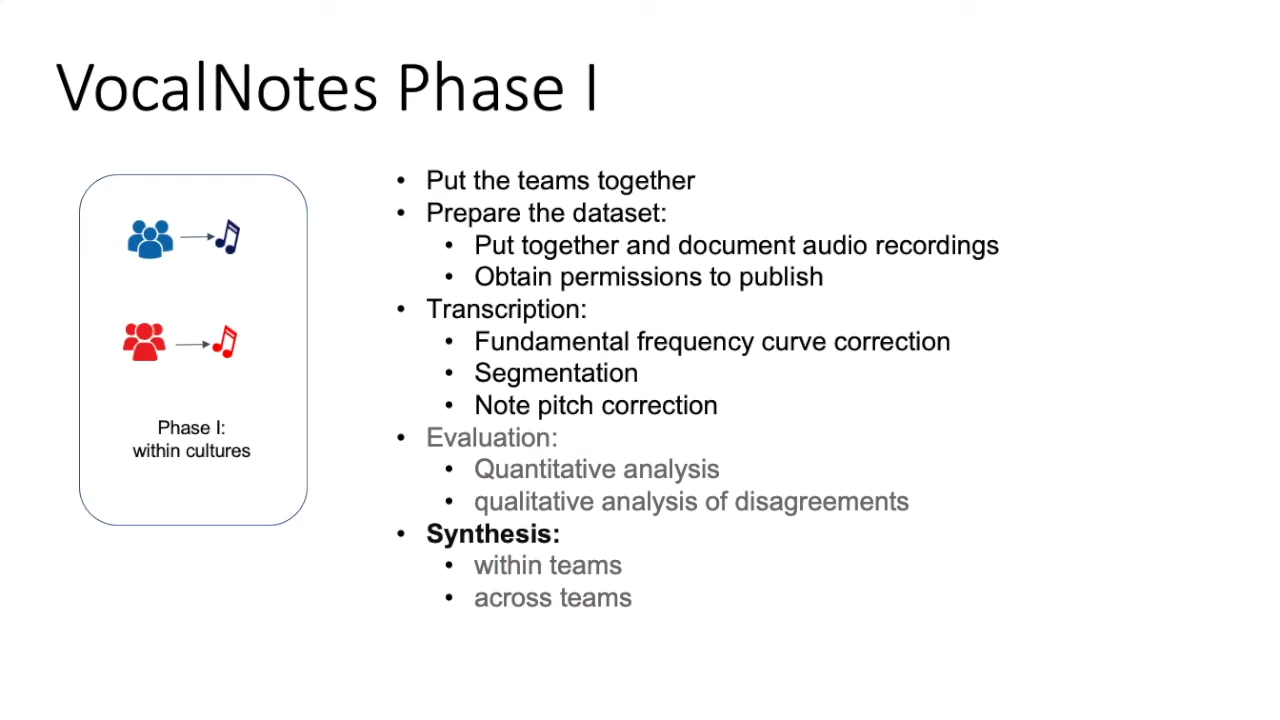 VocalNotes Phase I
Phase I:
within cultures
• Put the teams together
• Prepare the dataset:
• Put together and document audio recordings
• Obtain permissions to publish
• Transcription:
• Fundamental frequency curve correction
• Segmentation
• Note pitch correction
• Evaluation:
• Quantitative analysis
• qualitative analysis of disagreements
• Synthesis:
• within teams
• across teams